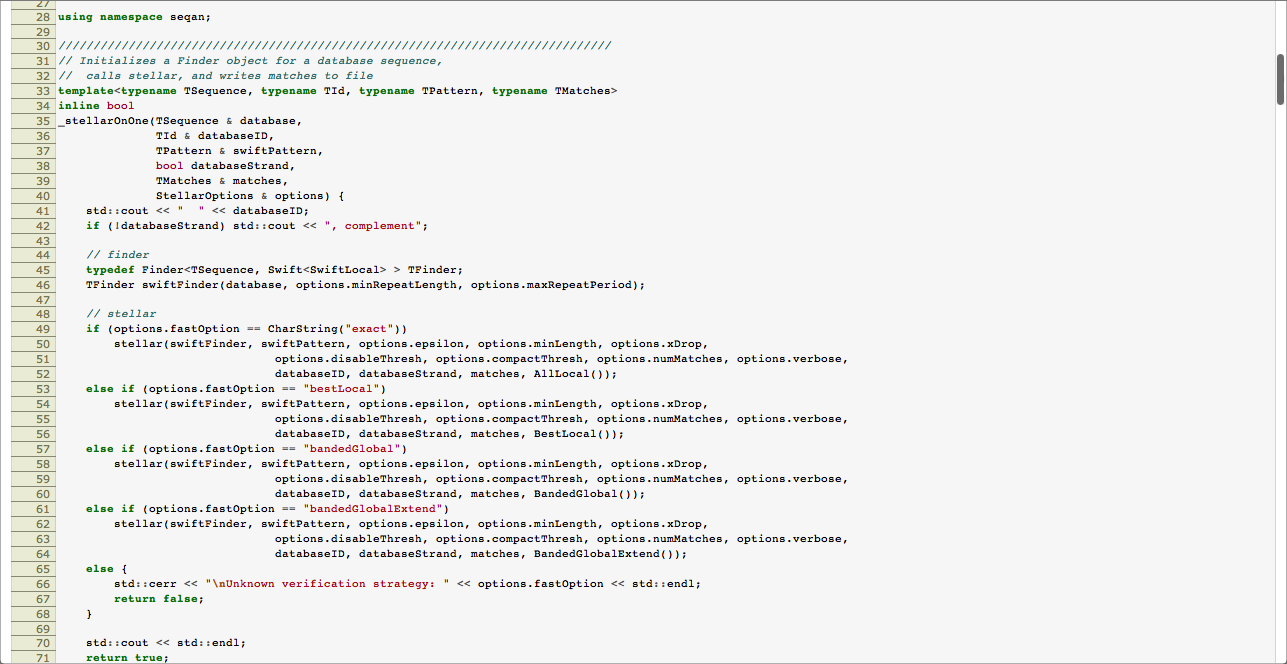 27
28 using namespace seqan;
29
30 ///////////////////////////////////////////////////////////////////////////////
31 // Initializes a Finder object for a database sequence,
32 //  calls stellar, and writes matches to file
33 template<typename TSequence, typename TId, typename TPattern, typename TMatches>
34 inline bool
35 _stellarOnOne(TSequence & database,
36               TId & databaseID,
37               TPattern & swiftPattern,
38               bool databaseStrand,
39               TMatches & matches,
40               StellarOptions & options) {
41     std::cout << "  " << databaseID;
42     if (!databaseStrand) std::cout << ", complement";
43
44     // finder
45     typedef Finder<TSequence, Swift<SwiftLocal> > TFinder;
46     TFinder swiftFinder(database, options.minRepeatLength, options.maxRepeatPeriod);
47
48     // stellar
49     if (options.fastOption == CharString("exact"))
50         stellar(swiftFinder, swiftPattern, options.epsilon, options.minLength, options.xDrop,
51                                options.disableThresh, options.compactThresh, options.numMatches, options.verbose,
52                                databaseID, databaseStrand, matches, AllLocal());
53     else if (options.fastOption == "bestLocal")
54         stellar(swiftFinder, swiftPattern, options.epsilon, options.minLength, options.xDrop,
55                                options.disableThresh, options.compactThresh, options.numMatches, options.verbose,
56                                databaseID, databaseStrand, matches, BestLocal());
57     else if (options.fastOption == "bandedGlobal")
58         stellar(swiftFinder, swiftPattern, options.epsilon, options.minLength, options.xDrop,
59                                options.disableThresh, options.compactThresh, options.numMatches, options.verbose,
60                                databaseID, databaseStrand, matches, BandedGlobal());
61     else if (options.fastOption == "bandedGlobalExtend")
62         stellar(swiftFinder, swiftPattern, options.epsilon, options.minLength, options.xDrop,
63                                options.disableThresh, options.compactThresh, options.numMatches, options.verbose,
64                                databaseID, databaseStrand, matches, BandedGlobalExtend());
65     else {
66         std::cerr << "\nUnknown verification strategy: " << options.fastOption << std::endl;
67         return false;
68     }
69
70     std::cout << std::endl;
71     return true;